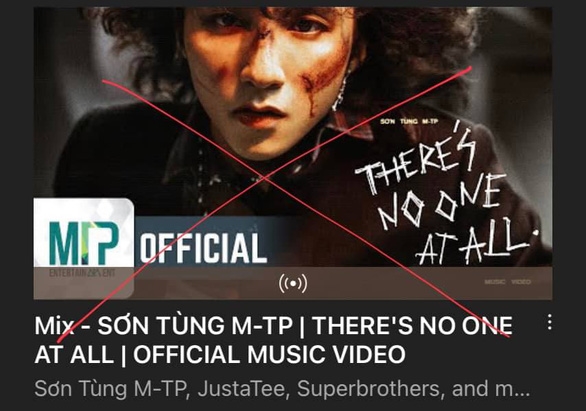 SƠN TÙNG M-TP
THERE'S
NO ONE
AT ALL.
MTP
ENTERTAINMENT
OFFICIAL
MUSIC VIDEO
Mix - SƠN TÙNG M-TP | THERE'S NO ONE
AT ALL | OFFICIAL MUSIC VIDEO
Sơn Tùng M-TP, JustaTee, Superbrothers, and m...